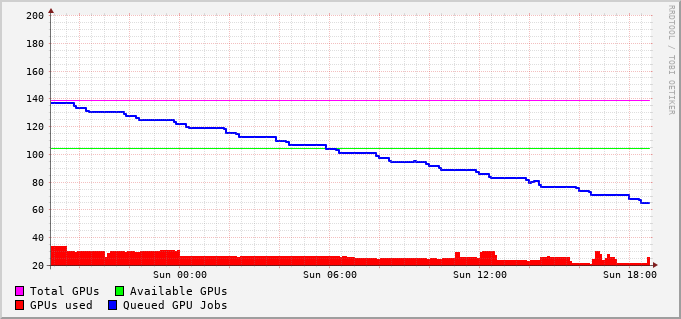 200
180
160
140
120
100
80
60
40
20
Sun 00:00 Sun 06:00 Sun 12:00 Sun 18:00
Total GPUs Available GPUs
GPUs used Queued GPU Jobs
RRDTOOL / TOBI OETIKER